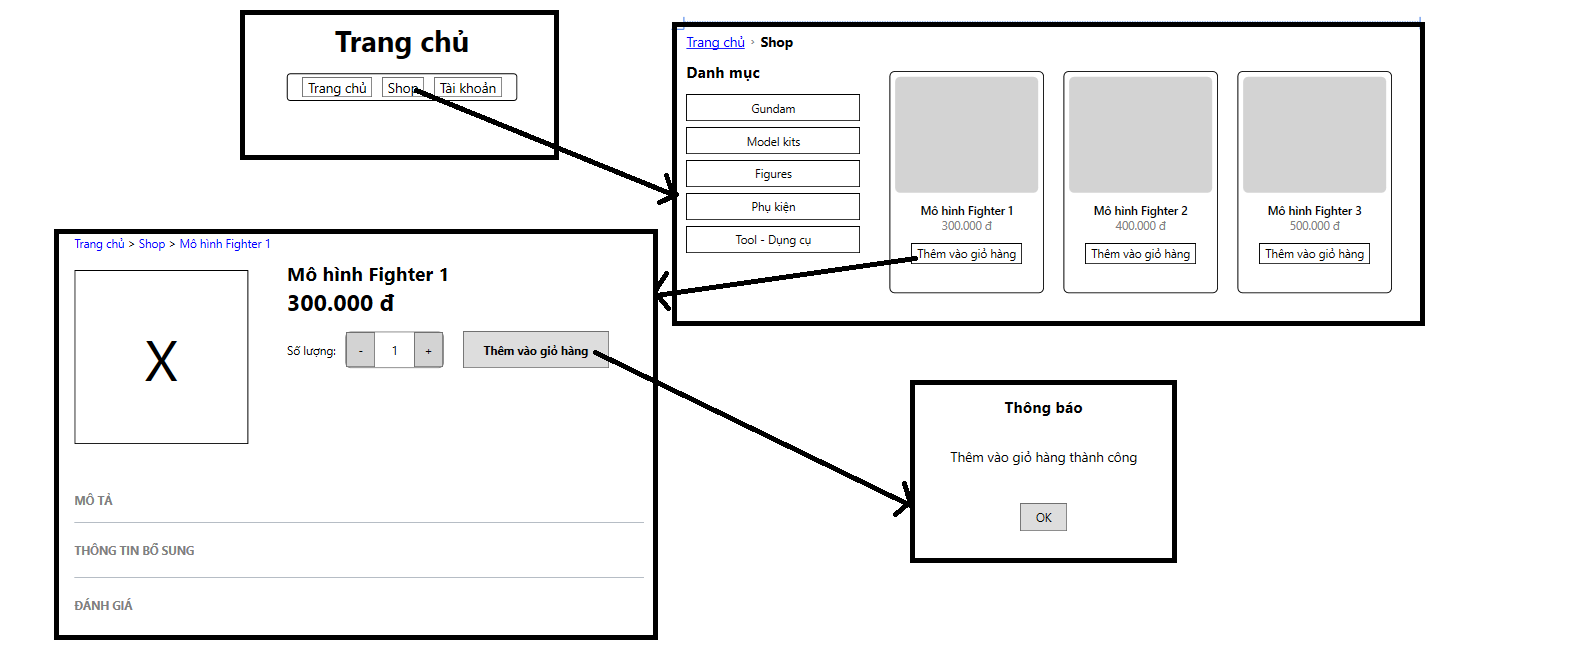 Trang chủ
Trang chủ Shop Tài khoản
Trang chủ › Shop
Danh mục
Gundam
Model kits
Figures
Phụ kiện
Tool - Dụng cụ
Mô hình Fighter 1
300.000 đ
Thêm vào giỏ hàng
Mô hình Fighter 2
400.000 đ
Thêm vào giỏ hàng
Mô hình Fighter 3
500.000 đ
Thêm vào giỏ hàng
Trang chủ > Shop > Mô hình Fighter 1
X
Mô hình Fighter 1
300.000 đ
Số lượng: - 1 + Thêm vào giỏ hàng
MÔ TẢ
THÔNG TIN BỔ SUNG
ĐÁNH GIÁ
Thông báo
Thêm vào giỏ hàng thành công
OK